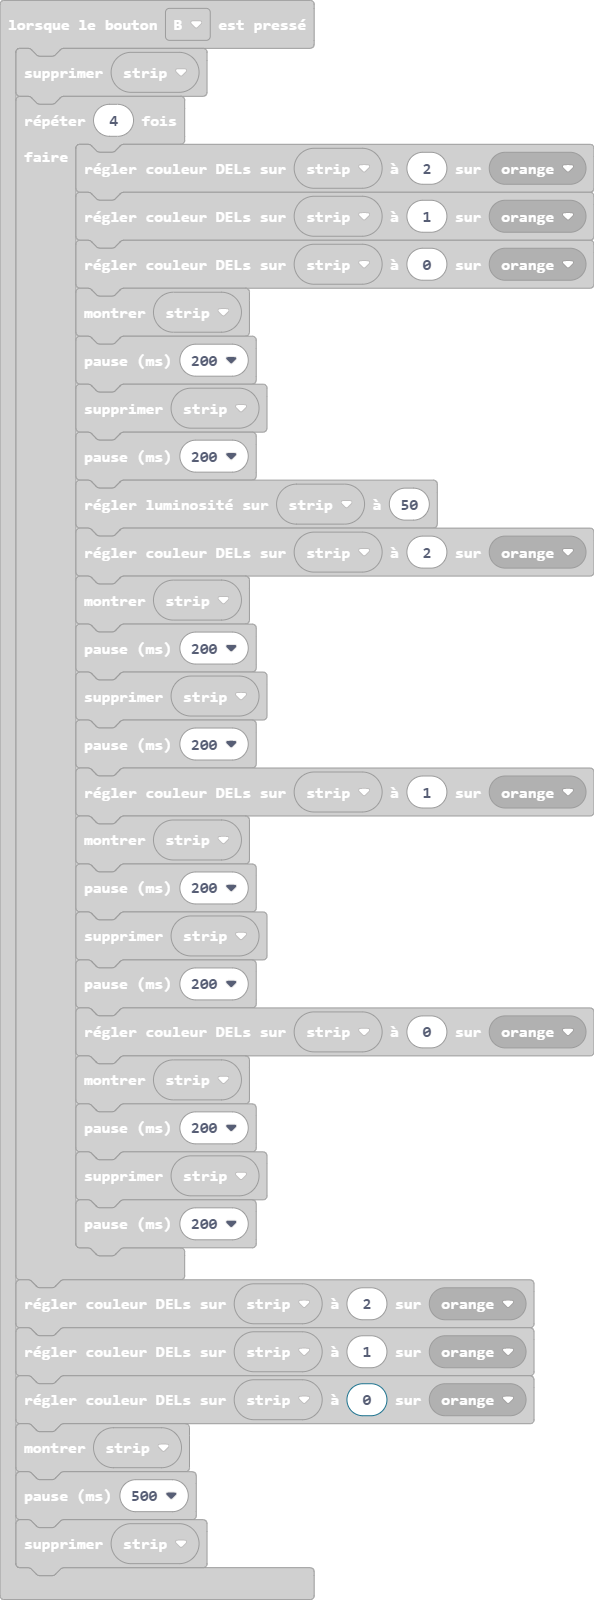 lorsque le bouton B est pressé
supprimer strip
répéter 4 fois
faire
régler couleur DELs sur strip à 2 sur orange
régler couleur DELs sur strip à 1 sur orange
régler couleur DELs sur strip à 0 sur orange
montrer strip
pause (ms) 200
supprimer strip
pause (ms) 200
régler luminosité sur strip à 50
régler couleur DELs sur strip à 2 sur orange
montrer strip
pause (ms) 200
supprimer strip
pause (ms) 200
régler couleur DELs sur strip à 1 sur orange
montrer strip
pause (ms) 200
supprimer strip
pause (ms) 200
régler couleur DELs sur strip à 0 sur orange
montrer strip
pause (ms) 200
supprimer strip
pause (ms) 200
régler couleur DELs sur strip à 2 sur orange
régler couleur DELs sur strip à 1 sur orange
régler couleur DELs sur strip à 0 sur orange
montrer strip
pause (ms) 500
supprimer strip